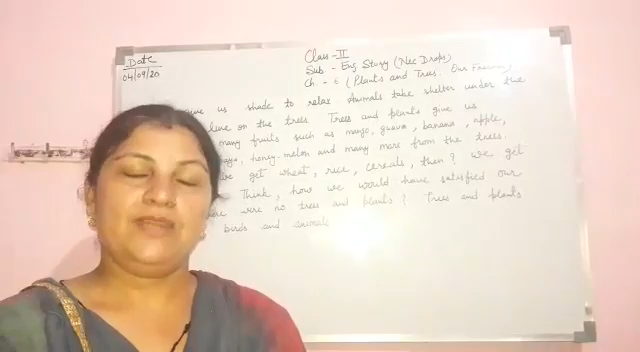 Date
04/09/20
Class - II
Sub - Eng Study (Nec Drops)
Ch - 6 (Plants and Trees. Our Friends)
us shade to relax. Animals take shelter under the
live on the trees. Trees and plants give us
many fruits such as mango, guava, banana, apple,
honey-melon and many more from the trees.
we get wheat, rice, cereals, then? We get
Think, how we would have satisfied our
were no trees and plants? Trees and plants
birds and animals